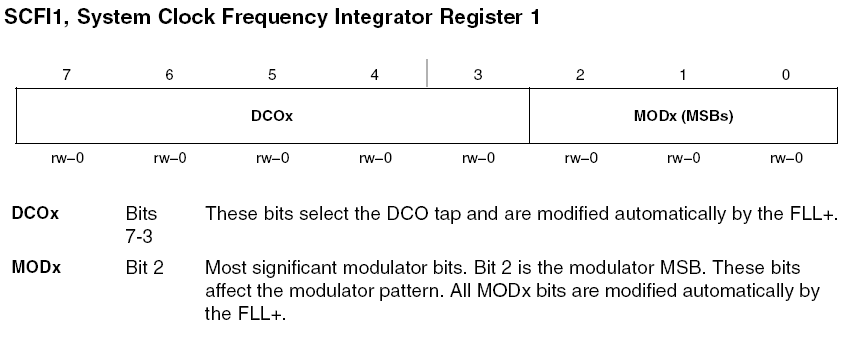 SCFI1, System Clock Frequency Integrator Register 1
7 6 5 4 3 2 1 0
DCOx MODx (MSBs)
rw–0 rw–0 rw–0 rw–0 rw–0 rw–0 rw–0 rw–0
DCOx Bits These bits select the DCO tap and are modified automatically by the FLL+.
7-3
MODx Bit 2 Most significant modulator bits. Bit 2 is the modulator MSB. These bits
affect the modulator pattern. All MODx bits are modified automatically by
the FLL+.